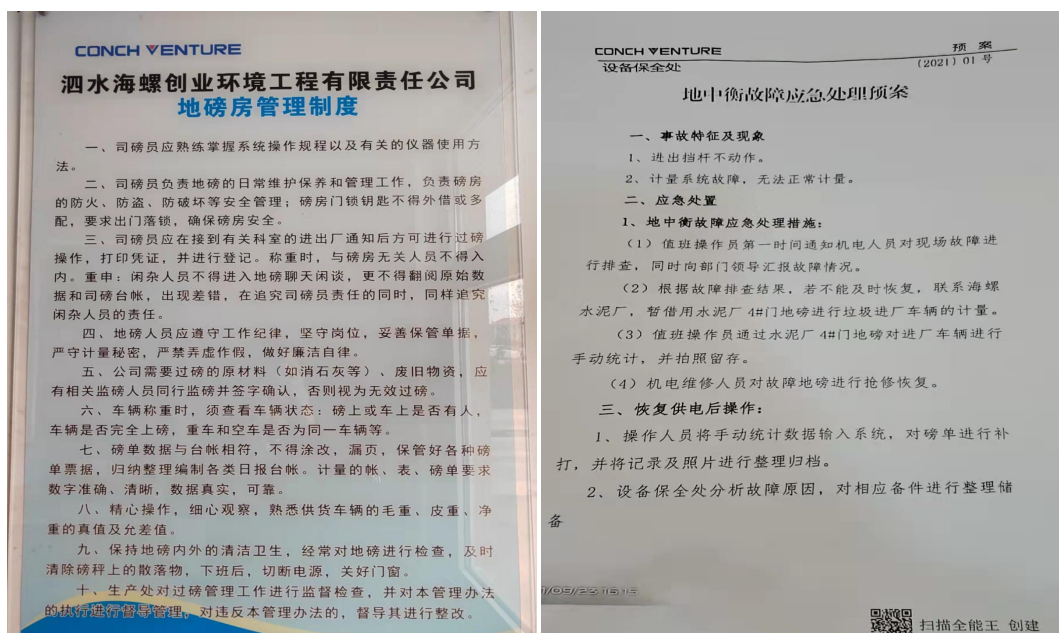 CONCH VENTURE
泗水海螺创业环境工程有限责任公司
地磅房管理制度
一、司磅员应熟练掌握系统操作规程以及有关的仪器使用方
法。
二、司磅员负责地磅的日常维护保养和管理工作，负责磅房
的防火、防盗、防破坏等安全管理；磅房门锁钥匙不得外借或多
配，要求出门落锁，确保磅房安全。
三、司磅员应在接到有关科室的进出厂通知后方可进行过磅
操作，打印凭证，并进行登记。称重时，与磅房无关人员不得入
内。重申：闲杂人员不得进入地磅聊天闲谈，更不得翻阅原始数
据和司磅台帐，出现差错，在追究司磅员责任的同时，同样追究
闲杂人员的责任。
四、地磅人员应遵守工作纪律，坚守岗位，妥善保管单据，
严守计量秘密，严禁弄虚作假，做好廉洁自律。
五、公司需要过磅的原材料（如消石灰等）、废旧物资，应
有相关监磅人员同行监磅并签字确认，否则视为无效过磅。
六、车辆称重时，须查看车辆状态：磅上或车上是否有人，
车辆是否完全上磅，重车和空车是否为同一车辆等。
七、磅单数据与台帐相符，不得涂改，漏页，保管好各种磅
单票据，归纳整理编制各类日报台帐。计量的帐、表、磅单要求
数字准确、清晰，数据真实，可靠。
八、精心操作，细心观察，熟悉供货车辆的毛重、皮重、净
重的真值及允差值。
九、保持地磅内外的清洁卫生，经常对地磅进行检查，及时
清除磅秤上的散落物，下班后，切断电源，关好门窗。
十、生产处对过磅管理工作进行监督检查，并对本管理办法
的执行进行督导管理，对违反本管理办法的，督导其进行整改。
CONCH VENTURE
预 案
设备保全处
（2021）01 号
地中衡故障应急处理预案
一、事故特征及现象
1、进出挡杆不动作。
2、计量系统故障，无法正常计量。
二、应急处置
1、地中衡故障应急处理措施：
（1）值班操作员第一时间通知机电人员对现场故障进
行排查，同时向部门领导汇报故障情况。
（2）根据故障排查结果，若不能及时恢复，联系海螺
水泥厂，暂借用水泥厂 4#门地磅进行垃圾进厂车辆的计量。
（3）值班操作员通过水泥厂 4#门地磅对进厂车辆进行
手动统计，并拍照留存。
（4）机电维修人员对故障地磅进行抢修恢复。
三、恢复供电后操作：
1、操作人员将手动统计数据输入系统，对磅单进行补
打，并将记录及照片进行整理归档。
2、设备保全处分析故障原因，对相应备件进行整理储
备
/09/23 16:15
扫描全能王 创建